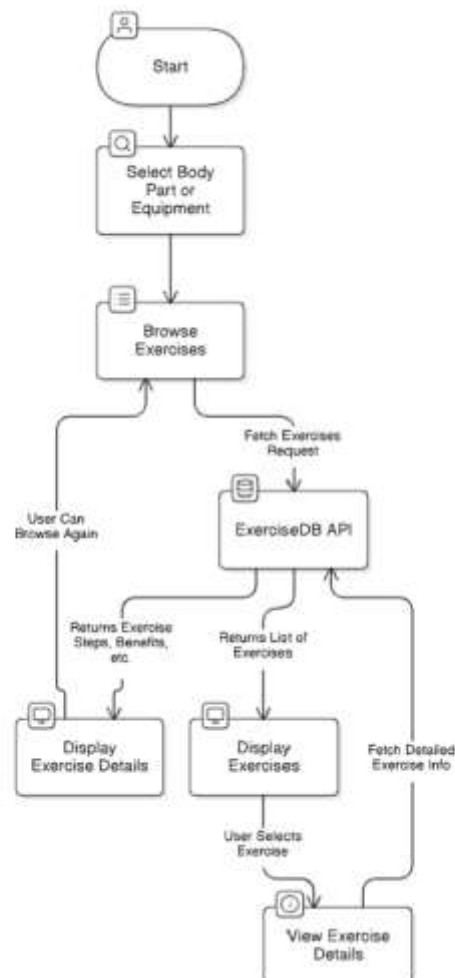 Start
Select Body
Part or
Equipment
Browse
Exercises
Fetch Exercises
Request
ExerciseDB API
User Can
Browse Again
Returns Exercise
Steps, Benefits,
etc.
Returns List of
Exercises
Display
Exercise Details
Display
Exercises
Fetch Detailed
Exercise Info
User Selects
Exercise
View Exercise
Details